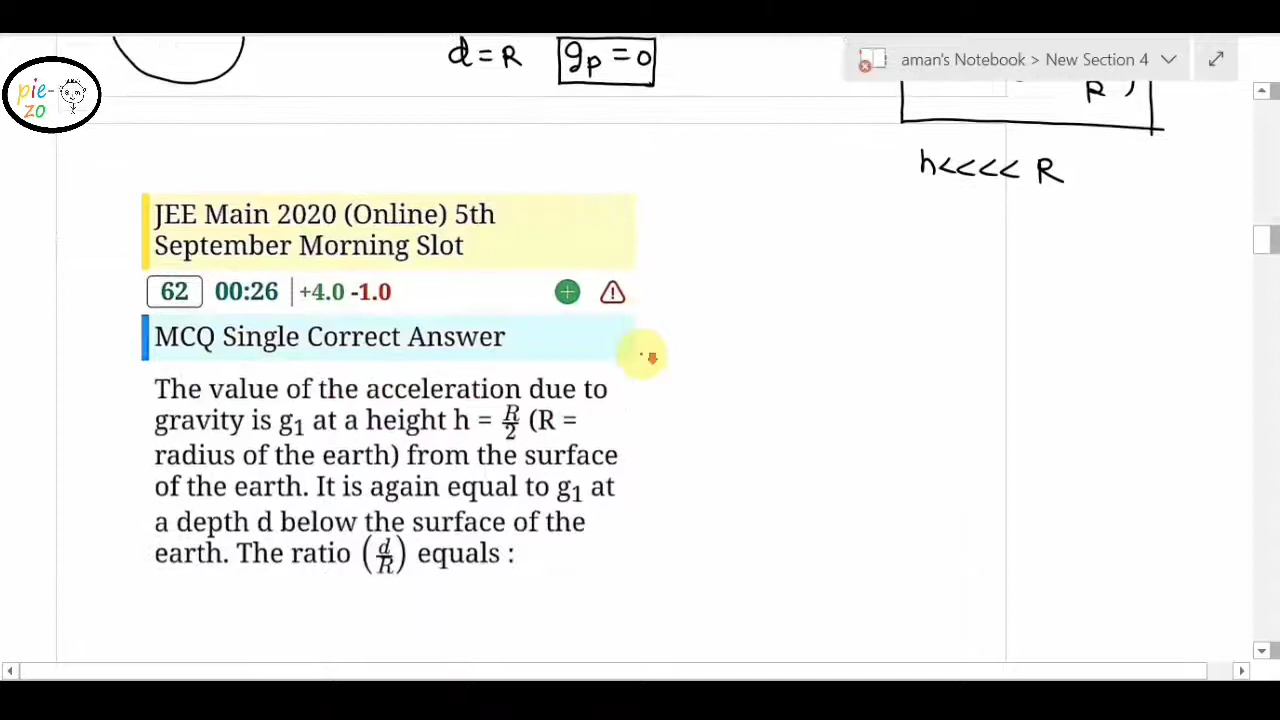 d = R g_p = 0
aman's Notebook > New Section 4
pie-
zo
R )
h<<<< R
JEE Main 2020 (Online) 5th
September Morning Slot
62 00:26 +4.0 -1.0
MCQ Single Correct Answer
The value of the acceleration due to
gravity is g₁ at a height h = R/2 (R =
radius of the earth) from the surface
of the earth. It is again equal to g₁ at
a depth d below the surface of the
earth. The ratio (d/R) equals :